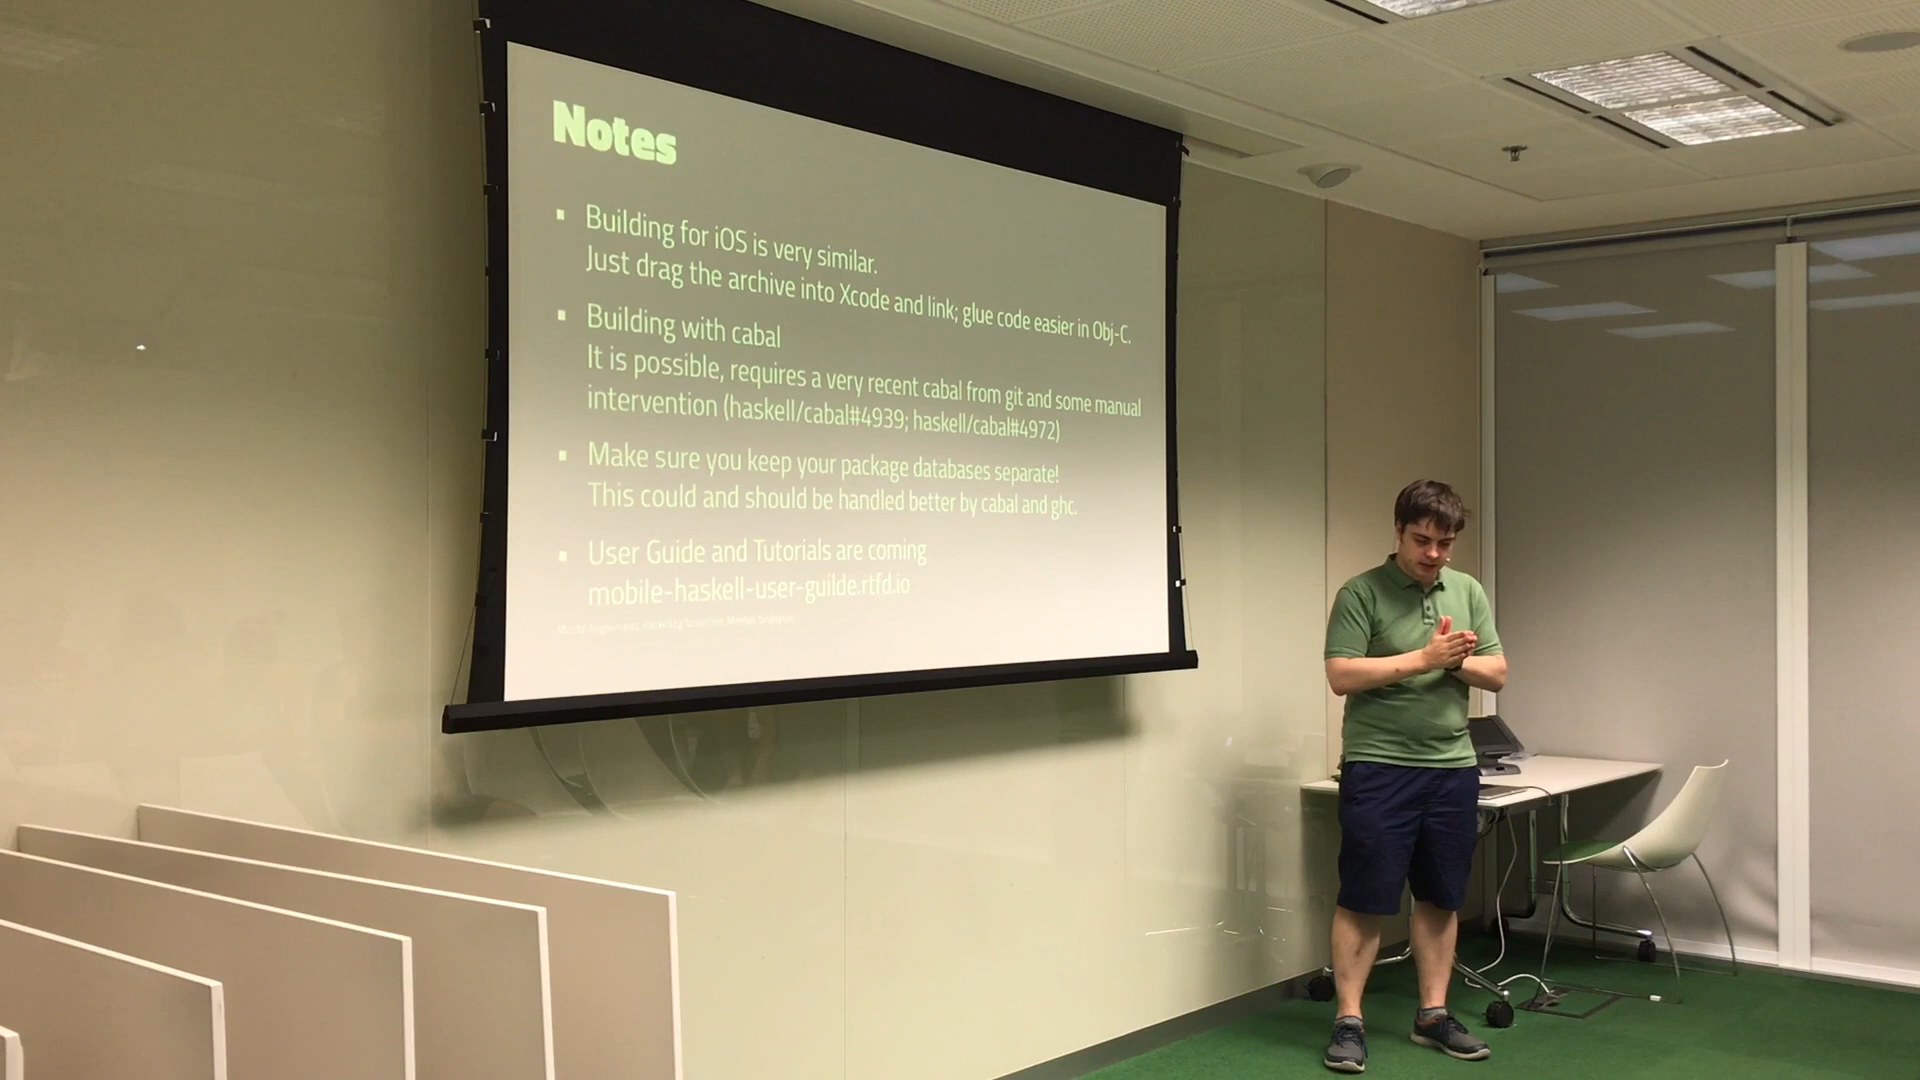 Notes
Building for iOS is very similar.
Just drag the archive into Xcode and link; glue code easier in Obj-C.
Building with cabal
It is possible, requires a very recent cabal from git and some manual
intervention (haskell/cabal#4939; haskell/cabal#4972)
Make sure you keep your package databases separate!
This could and should be handled better by cabal and ghc.
User Guide and Tutorials are coming
mobile-haskell-user-guilde.rtfd.io